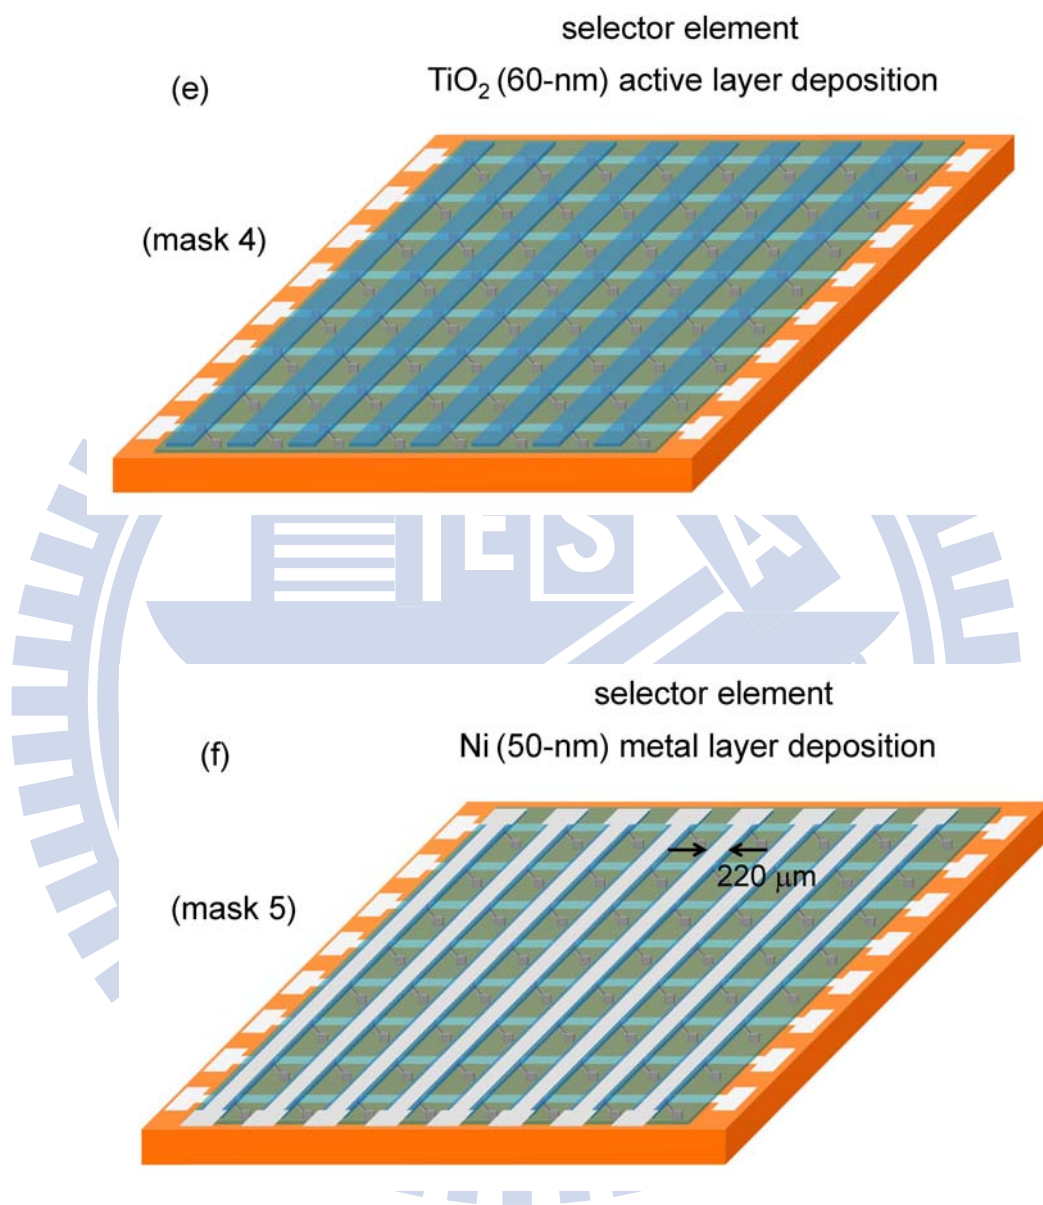 selector element
(e)
TiO₂ (60-nm) active layer deposition
(mask 4)
ES A
selector element
(f)
Ni (50-nm) metal layer deposition
220 μm
(mask 5)